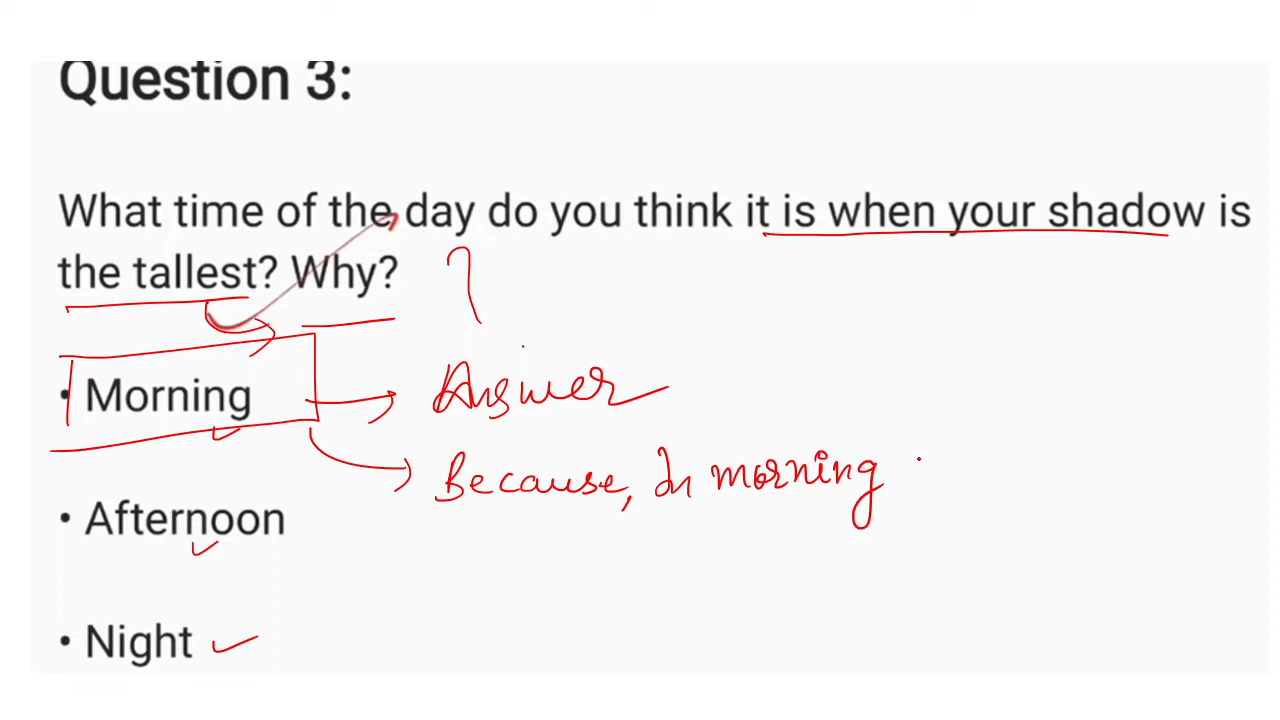 Question 3:
What time of the day do you think it is when your shadow is
the tallest? Why? ?
• Morning → Answer
Because, In morning
• Afternoon
• Night